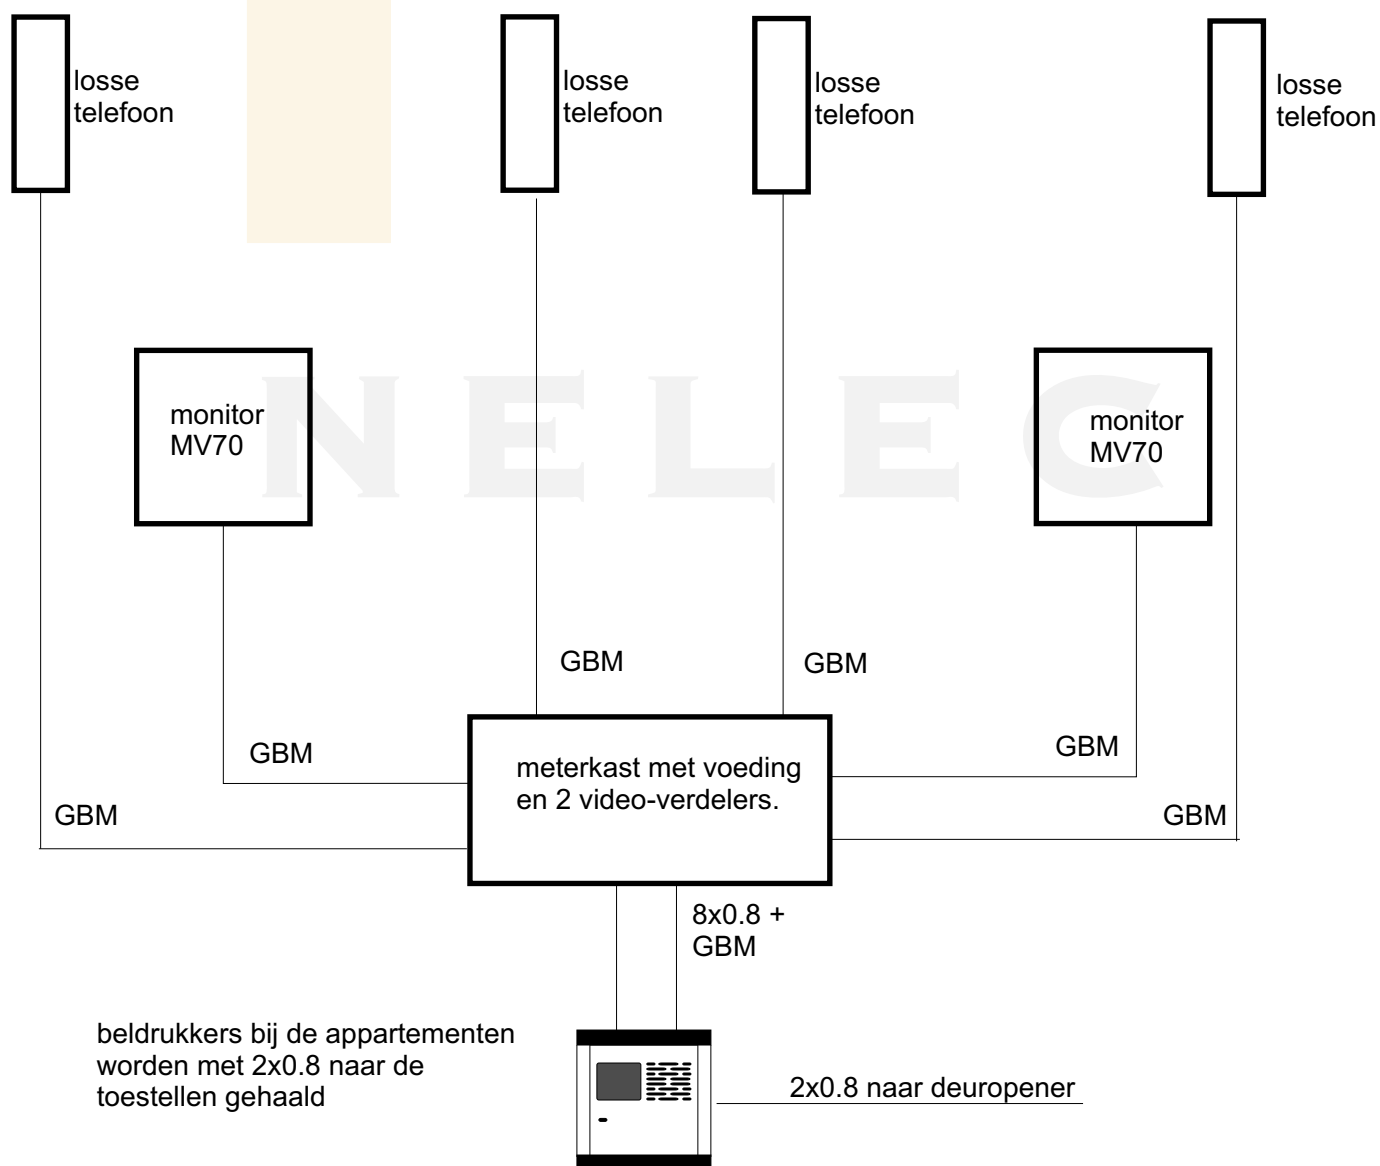 losse
telefoon
losse
telefoon
losse
telefoon
losse
telefoon
NELEC
monitor
MV70
monitor
MV70
GBM
GBM
GBM
GBM
GBM
GBM
meterkast met voeding
en 2 video-verdelers.
8x0.8 +
GBM
beldrukkers bij de appartementen
worden met 2x0.8 naar de
toestellen gehaald
2x0.8 naar deuropener